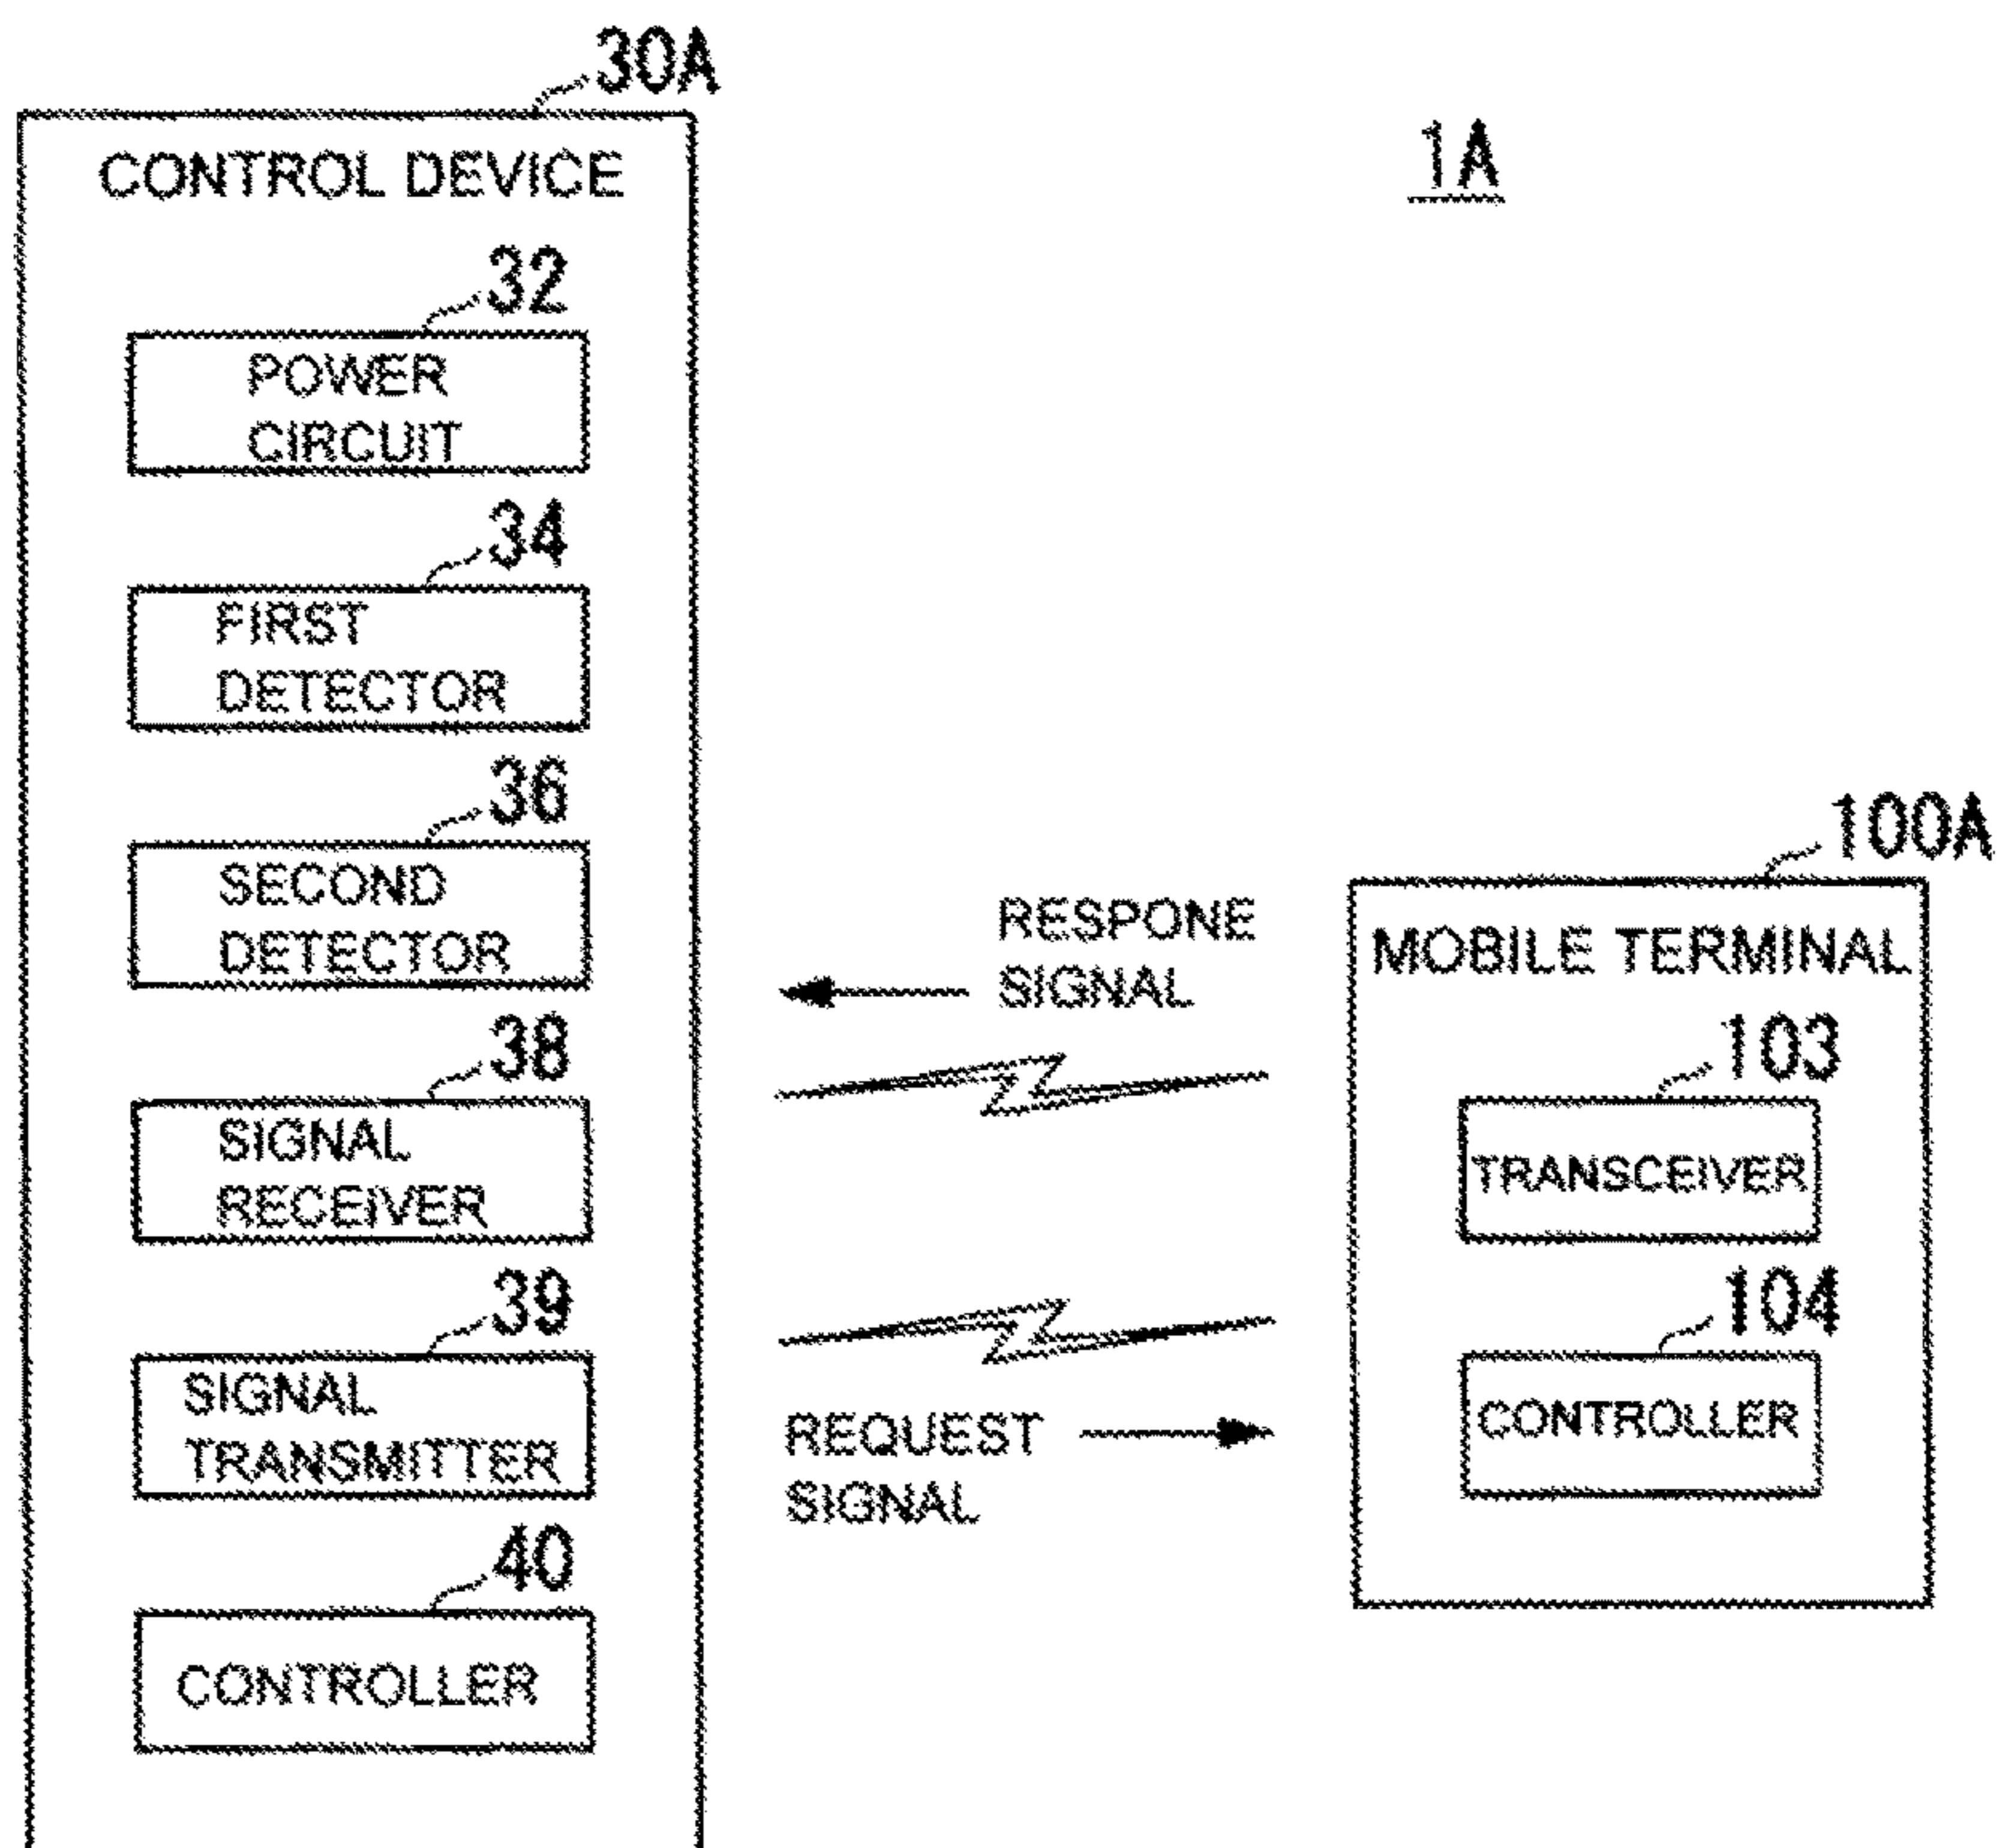 30A
CONTROL DEVICE
1A
32
POWER
CIRCUIT
34
FIRST
DETECTOR
36
SECOND
DETECTOR
38
SIGNAL
RECEIVER
39
SIGNAL
TRANSMITTER
40
CONTROLLER
RESPONE
SIGNAL
REQUEST
SIGNAL
100A
MOBILE TERMINAL
103
TRANSCEIVER
104
CONTROLLER